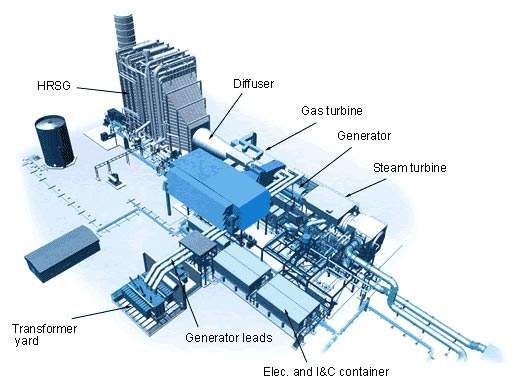 HRSG
Diffuser
Gas turbine
Generator
Steam turbine
Transformer
yard
Generator leads
Elec. and I&C container